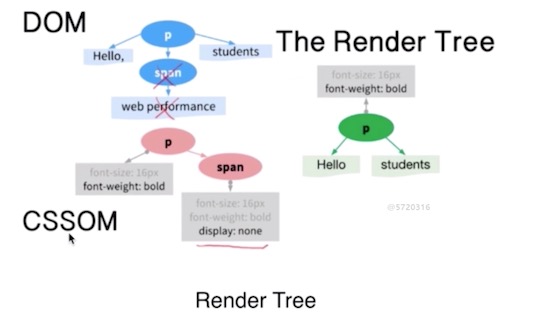 DOM
p
Hello,
students
span
web performance
The Render Tree
font-size: 16px
font-weight: bold
p
Hello
students
p
font-size: 16px
font-weight: bold
span
font-size: 16px
font-weight: bold
display: none
CSSOM
@5720316
Render Tree